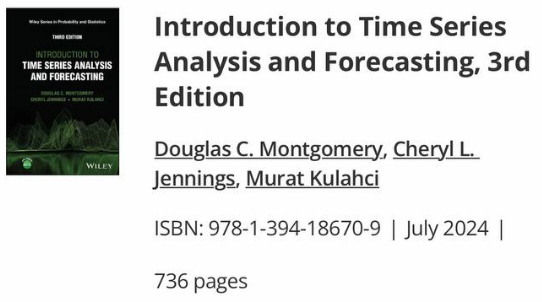 Wiley Series in Probability and Statistics
THIRD EDITION
INTRODUCTION TO
TIME SERIES ANALYSIS
AND FORECASTING
DOUGLAS C. MONTGOMERY
CHERYL JENNINGS • MURAT KULAHCI
WILEY
Introduction to Time Series
Analysis and Forecasting, 3rd
Edition
Douglas C. Montgomery, Cheryl L.
Jennings, Murat Kulahci
ISBN: 978-1-394-18670-9 | July 2024 |
736 pages